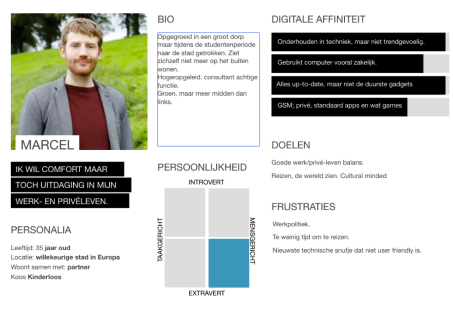 MARCEL
IK WIL COMFORT MAAR
TOCH UITDAGING IN MIJN
WERK- EN PRIVÉLEVEN.
PERSONALIA
Leeftijd: 35 jaar oud
Locatie: willekeurige stad in Europa
Woont samen met: partner
Koos Kinderloos
BIO
Opgegroeid in een groot dorp
maar tijdens de studentenperiode
naar de stad getrokken. Ziet
zichzelf niet meer op het buiten
wonen.
Hogeropgeleid. consultant achtige
functie.
Groen, maar meer midden dan
links.
PERSOONLIJKHEID
INTROVERT
TAAKGERICHT
MENSGERICHT
EXTRAVERT
DIGITALE AFFINITEIT
Onderhouden in techniek, maar niet trendgevoelig.
Gebruikt computer vooral zakelijk.
Alles up-to-date, maar niet de duurste gadgets
GSM; privé, standaard apps en wat games
DOELEN
Goede werk/privé-leven balans.
Reizen, de wereld zien. Cultural minded
FRUSTRATIES
Werkpolitiek.
Te weinig tijd om te reizen.
Nieuwste technische snufje dat niet user friendly is.